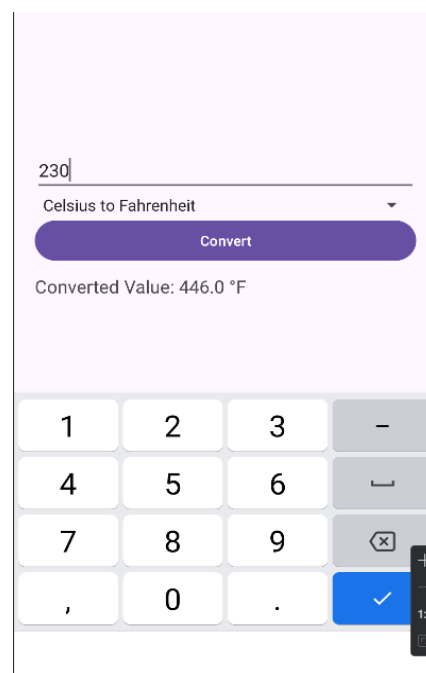 230
Celsius to Fahrenheit
Convert
Converted Value: 446.0 °F
1 2 3 –
4 5 6
7 8 9
, 0 .